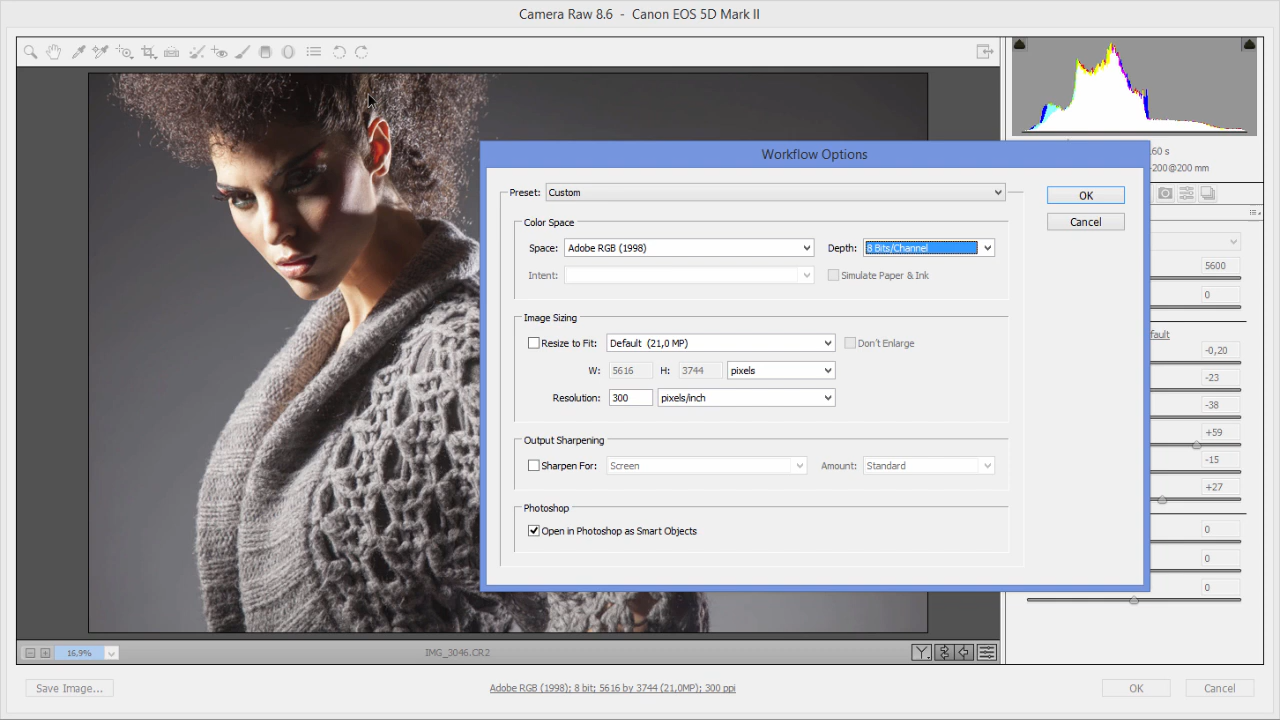 Camera Raw 8.6 - Canon EOS 5D Mark II
Workflow Options
60 s
-200@200 mm
Preset: Custom
OK
Cancel
Color Space
Space: Adobe RGB (1998) Depth: 8 Bits/Channel
Intent: Simulate Paper & Ink
5600
0
Image Sizing
Resize to Fit: Default (21,0 MP) Don't Enlarge
W: 5616 H: 3744 pixels
Resolution: 300 pixels/inch
fault
-0,20
-23
-38
+59
-15
+27
Output Sharpening
Sharpen For: Screen Amount: Standard
Photoshop
Open in Photoshop as Smart Objects
0
0
0
16,9%
IMG_3046.CR2
Y
Save Image...
Adobe RGB (1998); 8 bit; 5616 by 3744 (21,0MP); 300 ppi
OK
Cancel